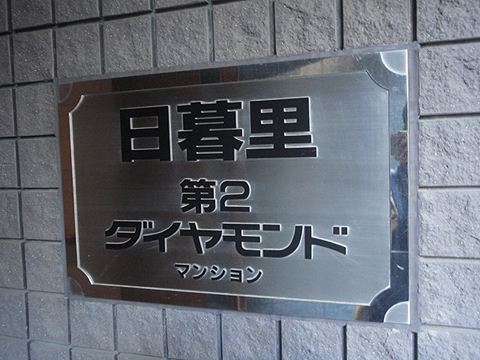 日暮里
第2
ダイヤモンド
マンション